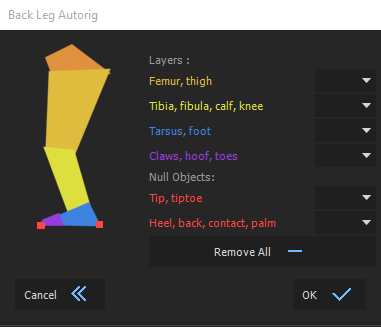 Back Leg Autorig
Layers :
Femur, thigh
Tibia, fibula, calf, knee
Tarsus, foot
Claws, hoof, toes
Null Objects:
Tip, tiptoe
Heel, back, contact, palm
Remove All
Cancel
OK